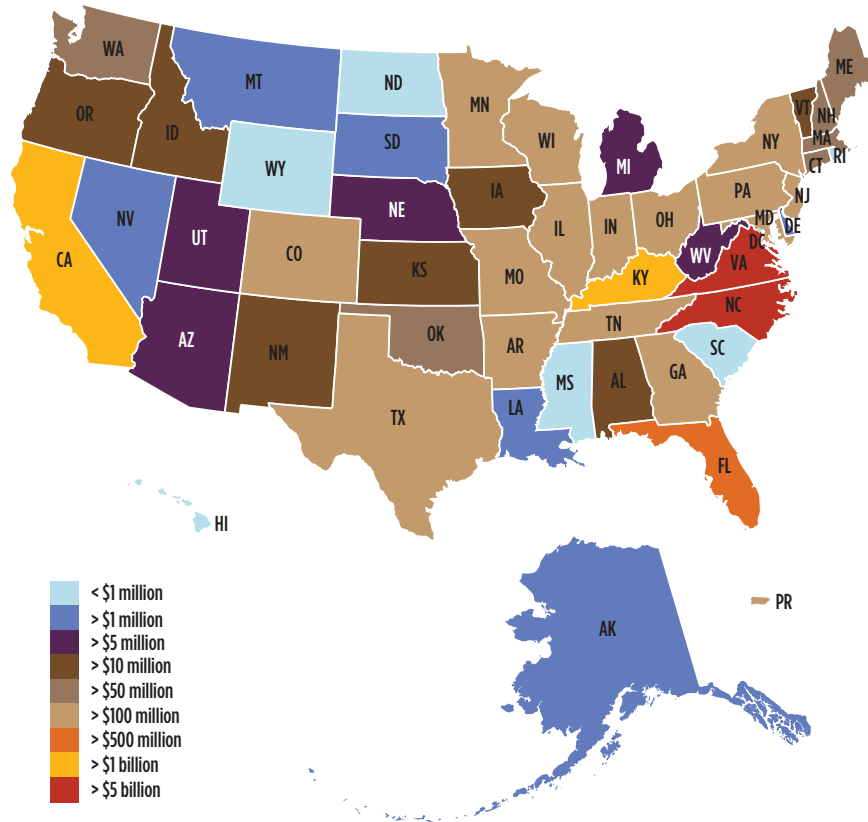 WA
MT
ND
MN
ME
VT
NH
OR
ID
SD
WI
NY
MA
RI
CT
WY
MI
IA
PA
NJ
NE
NV
UT
CO
IL
IN
OH
MD
DE
DC
CA
KS
MO
KY
WV
VA
NC
AZ
NM
OK
AR
TN
SC
MS
AL
GA
TX
LA
FL
HI
PR
AK
< $1 million
> $1 million
> $5 million
> $10 million
> $50 million
> $100 million
> $500 million
> $1 billion
> $5 billion